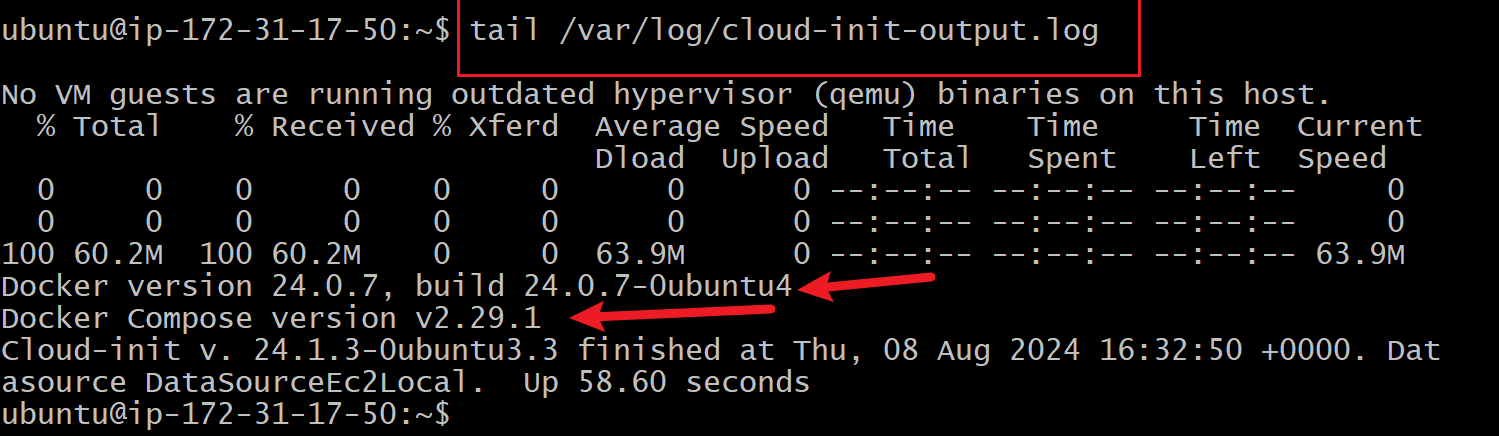 ubuntu@ip-172-31-17-50:~$ tail /var/log/cloud-init-output.log
No VM guests are running outdated hypervisor (qemu) binaries on this host.
  % Total    % Received % Xferd  Average Speed   Time    Time     Time  Current
                                 Dload  Upload   Total   Spent    Left  Speed
  0     0    0     0    0     0      0      0 --:--:-- --:--:-- --:--:--     0
  0     0    0     0    0     0      0      0 --:--:-- --:--:-- --:--:--     0
100 60.2M  100 60.2M    0     0  63.9M      0 --:--:-- --:--:-- --:--:-- 63.9M
Docker version 24.0.7, build 24.0.7-0ubuntu4
Docker Compose version v2.29.1
Cloud-init v. 24.1.3-0ubuntu3.3 finished at Thu, 08 Aug 2024 16:32:50 +0000. Dat
asource DataSourceEc2Local.  Up 58.60 seconds
ubuntu@ip-172-31-17-50:~$